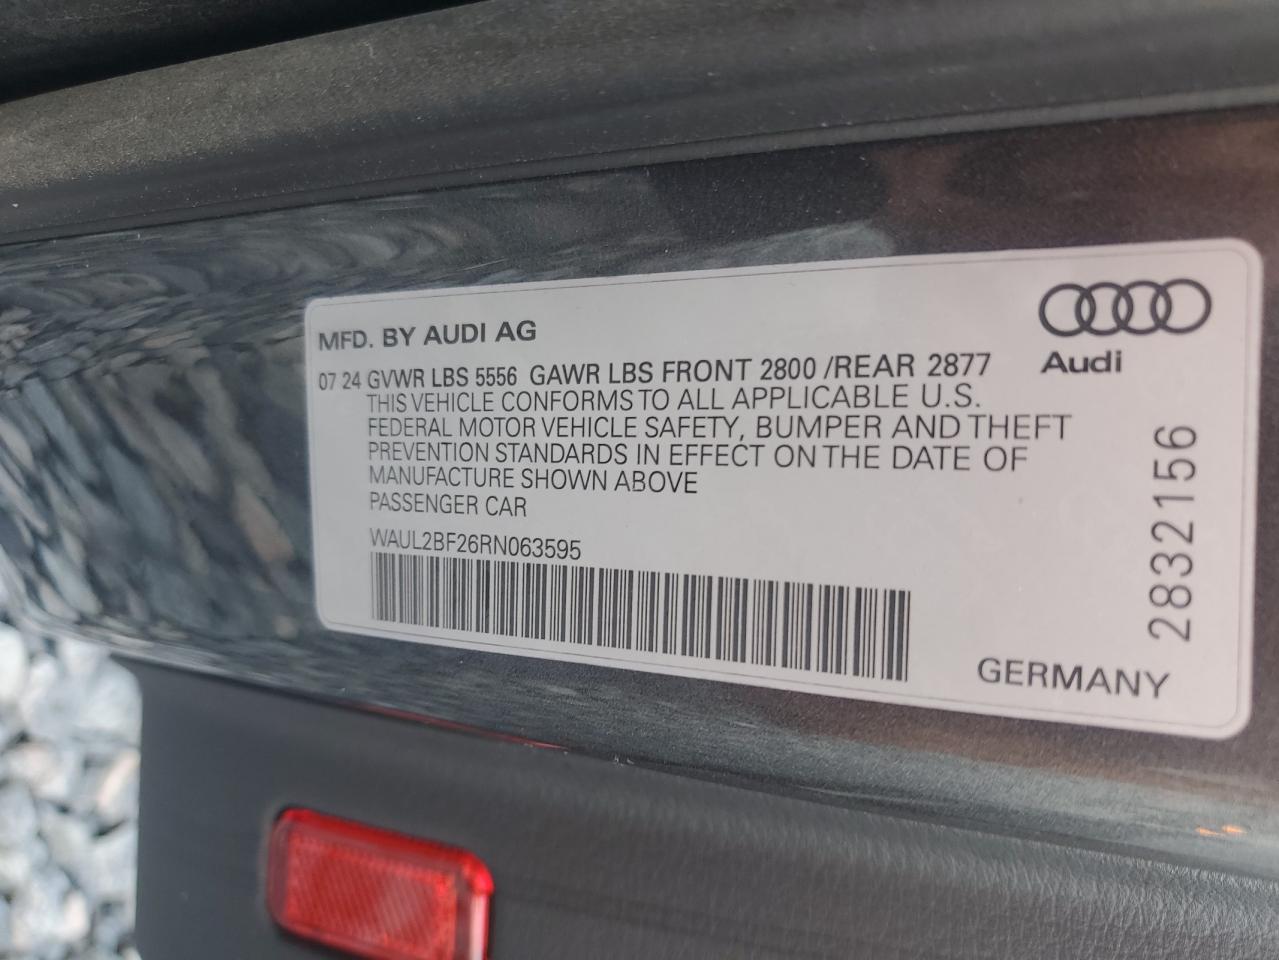 MFD. BY AUDI AG
Audi
07 24 GVWR LBS 5556 GAWR LBS FRONT 2800 /REAR 2877
THIS VEHICLE CONFORMS TO ALL APPLICABLE U.S.
FEDERAL MOTOR VEHICLE SAFETY, BUMPER AND THEFT
PREVENTION STANDARDS IN EFFECT ON THE DATE OF
MANUFACTURE SHOWN ABOVE
PASSENGER CAR
WAUL2BF26RN063595
2832156
GERMANY